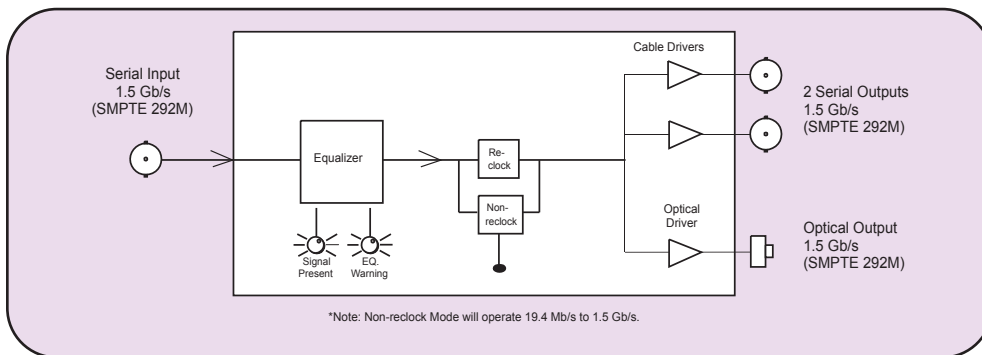 Serial Input
1.5 Gb/s
(SMPTE 292M)
Equalizer
Signal
Present
EQ.
Warning
Re-
clock
Non-
reclock
Cable Drivers
2 Serial Outputs
1.5 Gb/s
(SMPTE 292M)
Optical
Driver
Optical Output
1.5 Gb/s
(SMPTE 292M)
*Note: Non-reclock Mode will operate 19.4 Mb/s to 1.5 Gb/s.